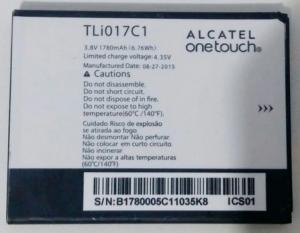 TLi017C1
ALCATEL
onetouch®
3.8V 1780mAh(6.76Wh)
Limited charge voltage: 4.35V
Manufactured Date 08-27-2015
⚠ Cautions
Do not disassemble.
Do not short circuit.
Do not dispose of in fire.
Do not expose to high
temperature(60℃/140℉).
Cuidado Risco de explosão
se atirada ao fogo
Não desmontar
Não colocar em curto circuito
Não incinerar
Não expor a altas temperaturas
(60℃/140℉)
>>>
S/N:B1780005C11035K8 ICS01